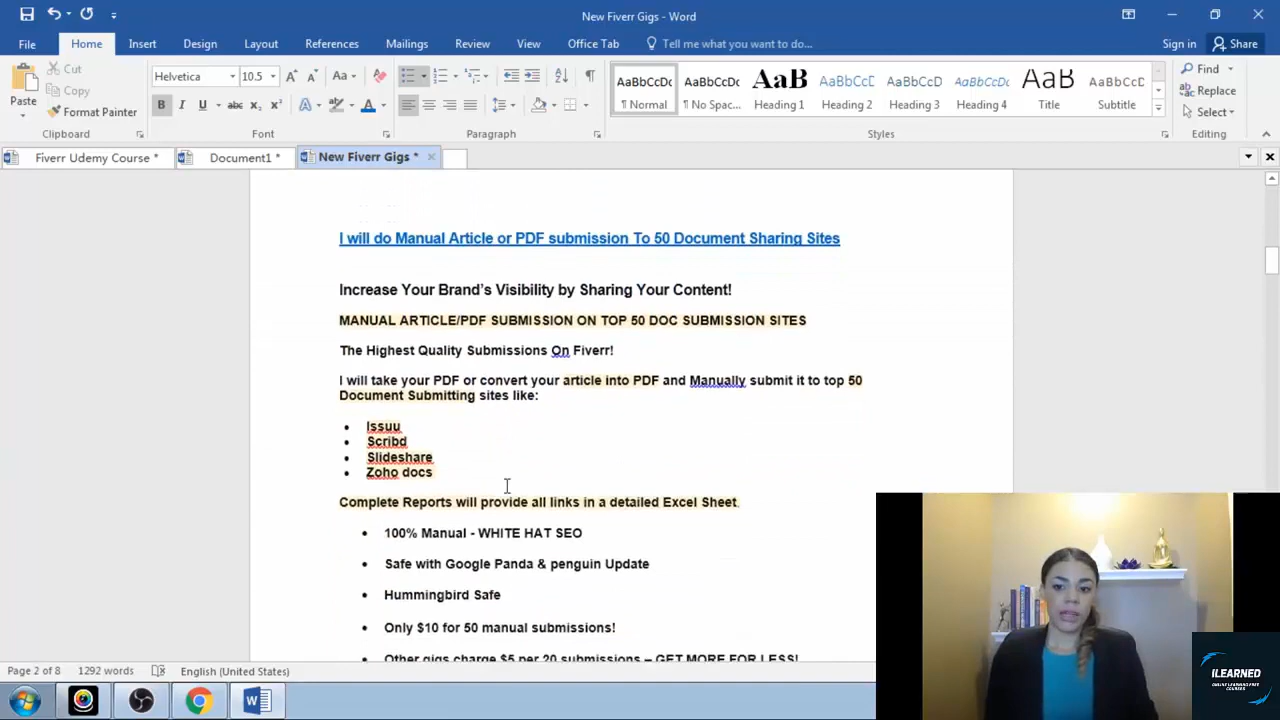 New Fiverr Gigs - Word
File Home Insert Design Layout References Mailings Review View Office Tab Tell me what you want to do... Sign in Share
Paste
Cut
Copy
Format Painter
Helvetica 10.5
AaBbCcDc AaBbCcDc AaB AaBbCcD AaBbCcDc AaBbCcDc AaB AaBbCcD
¶ Normal ¶ No Spac... Heading 1 Heading 2 Heading 3 Heading 4 Title Subtitle
Find
Replace
Select
Clipboard Font Paragraph Styles Editing
Fiverr Udemy Course * Document1 * New Fiverr Gigs *
I will do Manual Article or PDF submission To 50 Document Sharing Sites
Increase Your Brand's Visibility by Sharing Your Content!
MANUAL ARTICLE/PDF SUBMISSION ON TOP 50 DOC SUBMISSION SITES
The Highest Quality Submissions On Fiverr!
I will take your PDF or convert your article into PDF and Manually submit it to top 50
Document Submitting sites like:
• Issuu
• Scribd
• Slideshare
• Zoho docs
Complete Reports will provide all links in a detailed Excel Sheet.
• 100% Manual - WHITE HAT SEO
• Safe with Google Panda & penguin Update
• Hummingbird Safe
• Only $10 for 50 manual submissions!
• Other gigs charge $5 per 20 submissions – GET MORE FOR LESS!
Page 2 of 8 1292 words English (United States)
ILEARNED
ONLINE LEARNING FREE
COURSES